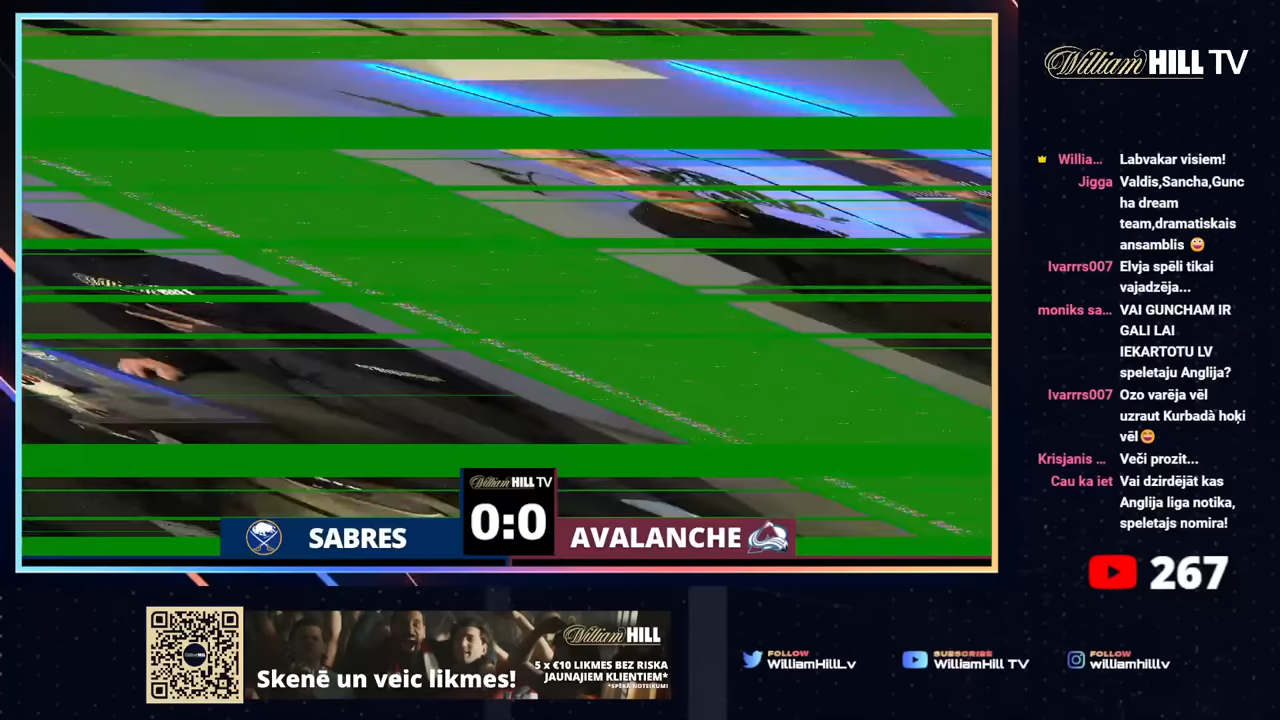 William HILL TV
Willia... Labvakar visiem!
Jigga Valdis,Sancha,Gunc
ha dream
team,dramatiskais
ansamblis
Ivarrrs007 Elvja spēli tikai
vajadzēja...
moniks sa... VAI GUNCHAM IR
GALI LAI
IEKARTOTU LV
speletaju Anglija?
Ivarrrs007 Ozo varēja vēl
uzraut Kurbadà hoķi
vēl
Krisjanis ... Veči prozit...
Cau ka iet Vai dzirdējāt kas
Anglija liga notika,
speletajs nomira!
267
William HILL TV
SABRES 0:0 AVALANCHE
William HILL
Skenē un veic likmes!
5 x €10 LIKMES BEZ RISKA
JAUNAJIEM KLIENTIEM*
*SPĒKĀ NOTEIKUMI
FOLLOW
WilliamHillLv
SUBSCRIBE
WilliamHill TV
FOLLOW
williamhilllv